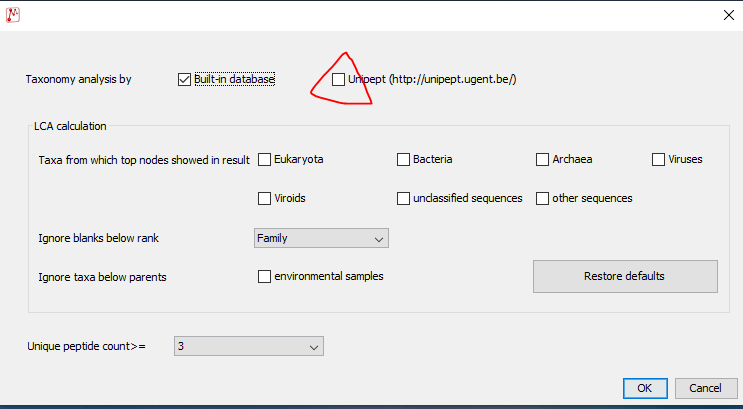 Taxonomy analysis by Built-in database Unipept (http://unipept.ugent.be/)
LCA calculation
Taxa from which top nodes showed in result Eukaryota Bacteria Archaea Viruses
Viroids unclassified sequences other sequences
Ignore blanks below rank Family
Ignore taxa below parents environmental samples Restore defaults
Unique peptide count>= 3
OK Cancel